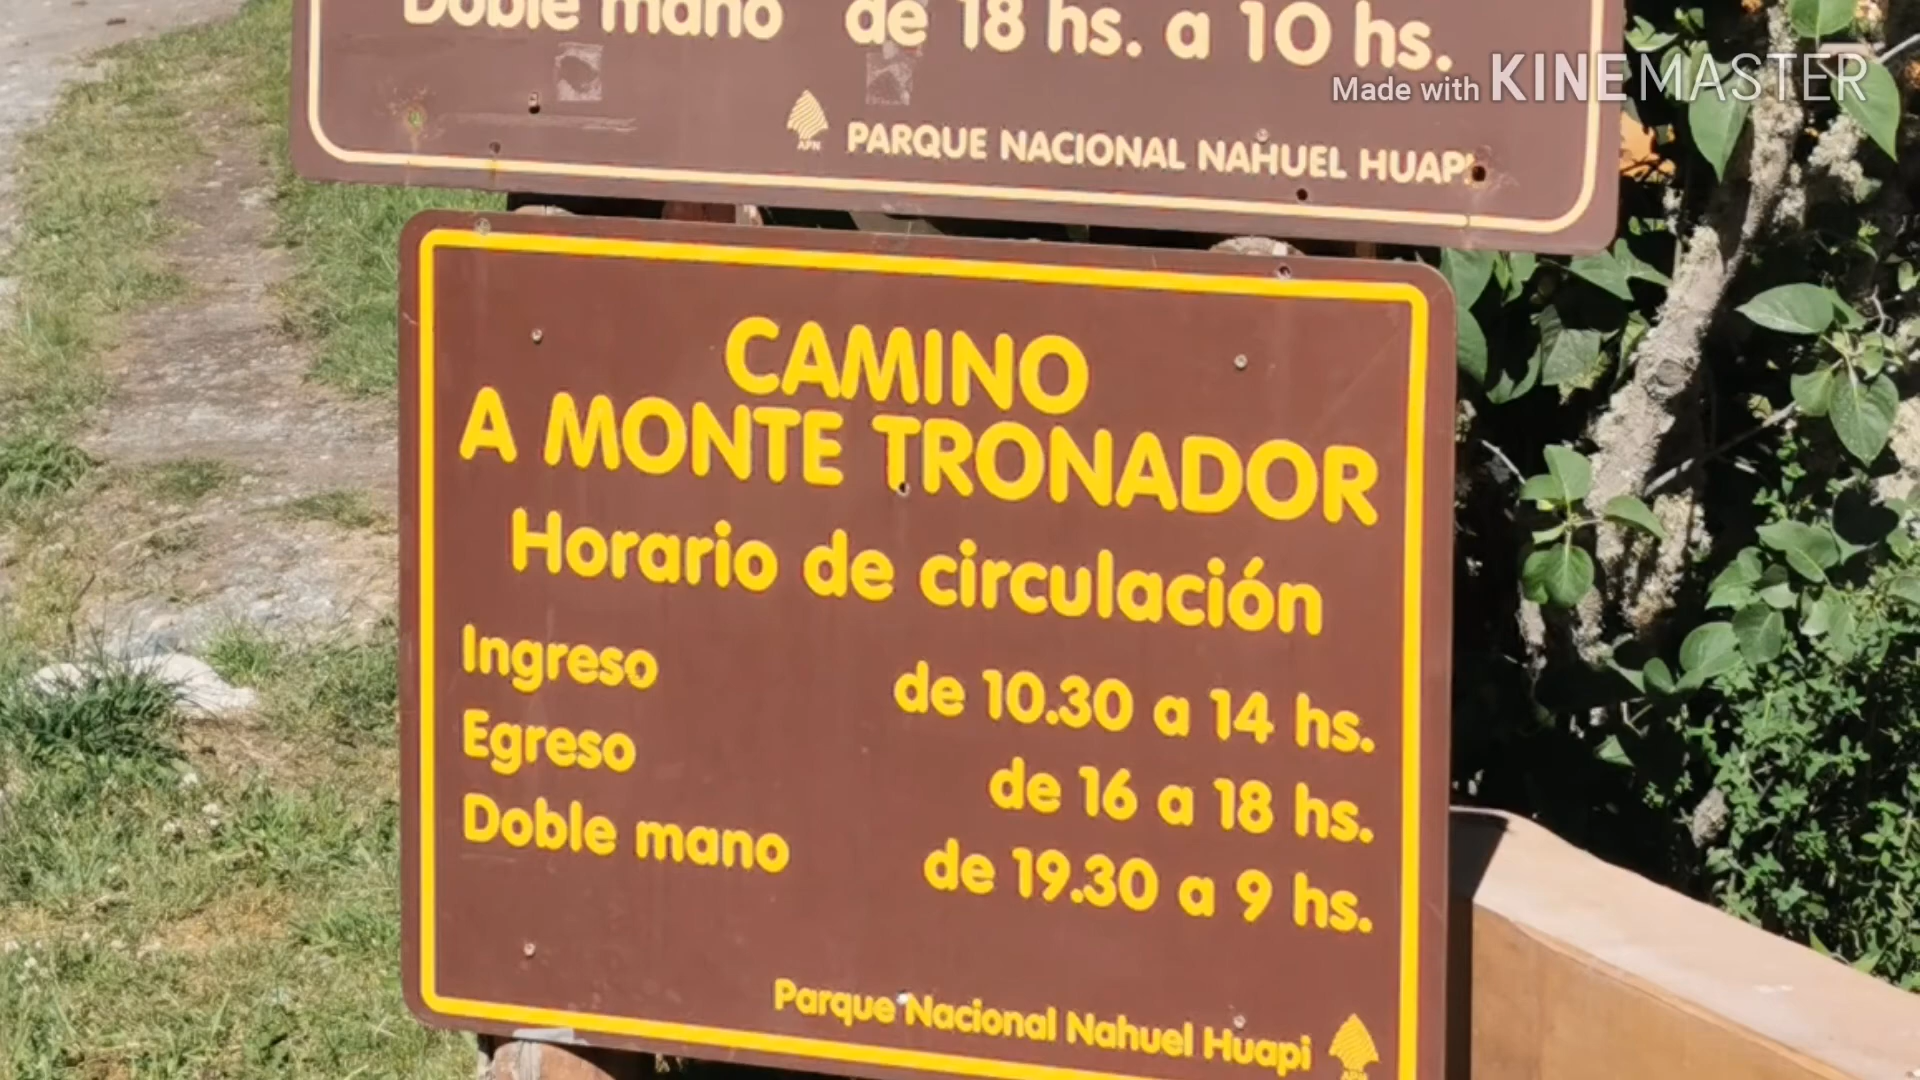 Doble mano de 18 hs. a 10 hs.
Made with KINEMASTER
APN
PARQUE NACIONAL NAHUEL HUAPI
CAMINO
A MONTE TRONADOR
Horario de circulación
Ingreso de 10.30 a 14 hs.
Egreso de 16 a 18 hs.
Doble mano de 19.30 a 9 hs.
Parque Nacional Nahuel Huapi
APN